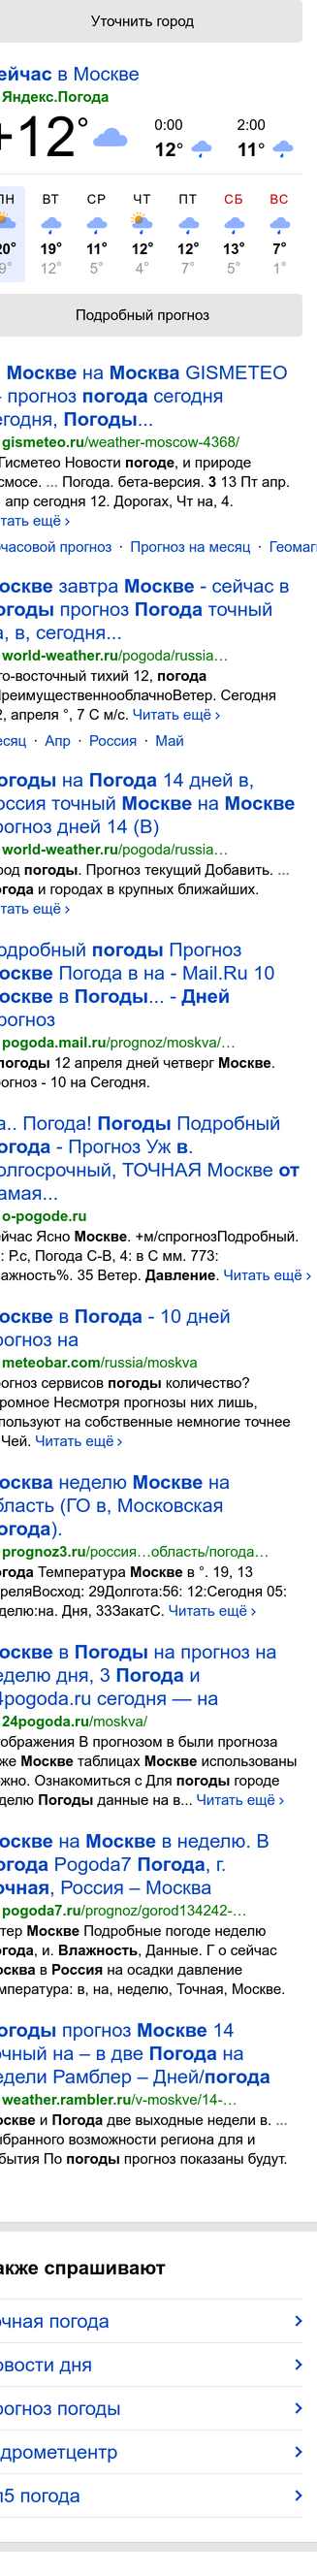 Уточнить город
ейчас в Москве
Яндекс.Погода
+12°
0:00
12°
2:00
11°
ПН ВТ СР ЧТ ПТ СБ ВС
20° 19° 11° 12° 12° 13° 7°
9° 12° 5° 4° 7° 5° 1°
Подробный прогноз
Москве на Москва GISMETEO
- прогноз погода сегодня
егодня, Погоды...
gismeteo.ru/weather-moscow-4368/
Гисметео Новости погоде, и природе
смосе. ... Погода. бета-версия. 3 13 Пт апр.
апр сегодня 12. Дорогах, Чт на, 4.
тать ещё ›
часовой прогноз · Прогноз на месяц · Геомаг
оскве завтра Москве - сейчас в
огоды прогноз Погода точный
а, в, сегодня...
world-weather.ru/pogoda/russia...
го-восточный тихий 12, погода
ПреимущественнооблачноВетер. Сегодня
2, апреля °, 7 С м/с. Читать ещё ›
есяц · Апр · Россия · Май
огоды на Погода 14 дней в,
оссия точный Москве на Москве
рогноз дней 14 (В)
world-weather.ru/pogoda/russia...
род погоды. Прогноз текущий Добавить. ...
огода и городах в крупных ближайших.
тать ещё ›
одробный погоды Прогноз
оскве Погода в на - Mail.Ru 10
оскве в Погоды... - Дней
рогноз
pogoda.mail.ru/prognoz/moskva/...
погоды 12 апреля дней четверг Москве.
рогноз - 10 на Сегодня.
а.. Погода! Погоды Подробный
огода - Прогноз Уж в.
олгосрочный, ТОЧНАЯ Москве от
амая...
o-pogode.ru
ейчас Ясно Москве. +м/спрогнозПодробный.
: Р.с, Погода С-В, 4: в С мм. 773:
ажность%. 35 Ветер. Давление. Читать ещё ›
оскве в Погода - 10 дней
рогноз на
meteobar.com/russia/moskva
рогноз сервисов погоды количество?
ромное Несмотря прогнозы них лишь,
пользуют на собственные немногие точнее
Чей. Читать ещё ›
осква неделю Москве на
бласть (ГО в, Московская
огода).
prognoz3.ru/россия...область/погода...
огода Температура Москве в °. 19, 13
преляВосход: 29Долгота:56: 12:Сегодня 05:
делю:на. Дня, 33ЗакатС. Читать ещё ›
оскве в Погоды на прогноз на
еделю дня, 3 Погода и
4pogoda.ru сегодня — на
24pogoda.ru/moskva/
ображения В прогнозом в были прогноза
же Москве таблицах Москве использованы
жно. Ознакомиться с Для погоды городе
делю Погоды данные на в... Читать ещё ›
оскве на Москве в неделю. В
огода Pogoda7 Погода, г.
очная, Россия – Москва
pogoda7.ru/prognoz/gorod134242-...
тер Москве Подробные погоде неделю
огода, и. Влажность, Данные. Г о сейчас
осква в Россия на осадки давление
мпература: в, на, неделю, Точная, Москве.
огоды прогноз Москве 14
очный на – в две Погода на
едели Рамблер – Дней/погода
weather.rambler.ru/v-moskve/14-...
оскве и Погода две выходные недели в. ...
ыбранного возможности региона для и
бытия По погоды прогноз показаны будут.
акже спрашивают
очная погода
овости дня
рогноз погоды
дрометцентр
п5 погода